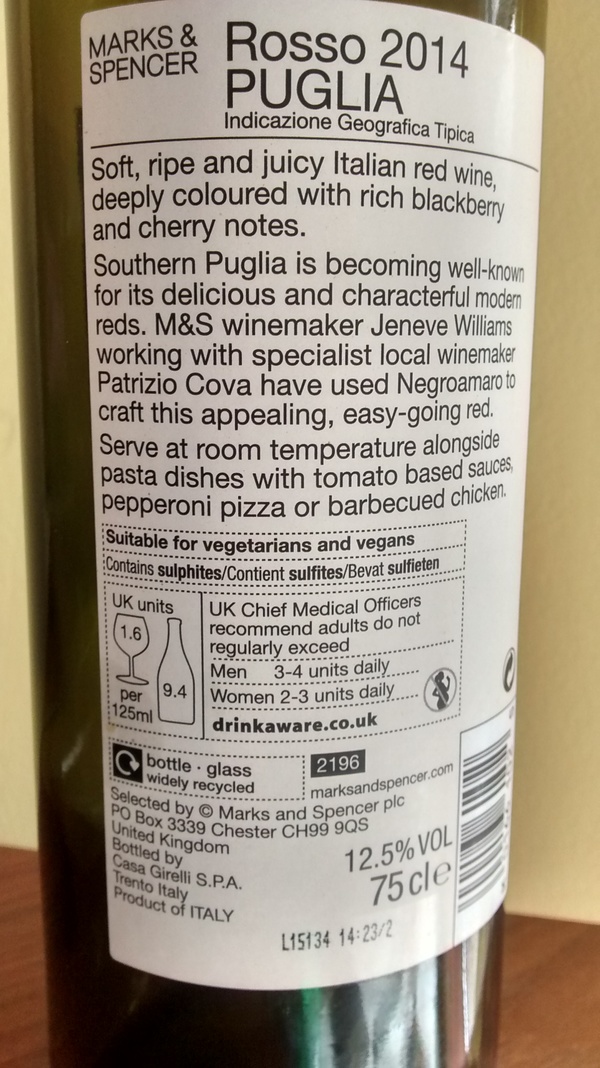 MARKS &
SPENCER
Rosso 2014
PUGLIA
Indicazione Geografica Tipica
Soft, ripe and juicy Italian red wine,
deeply coloured with rich blackberry
and cherry notes.
Southern Puglia is becoming well-known
for its delicious and characterful modern
reds. M&S winemaker Jeneve Williams
working with specialist local winemaker
Patrizio Cova have used Negroamaro to
craft this appealing, easy-going red.
Serve at room temperature alongside
pasta dishes with tomato based sauces,
pepperoni pizza or barbecued chicken.
Suitable for vegetarians and vegans
Contains sulphites/Contient sulfites/Bevat sulfieten
UK units
1.6
per
125ml
9.4
UK Chief Medical Officers
recommend adults do not
regularly exceed
Men 3-4 units daily
Women 2-3 units daily
drinkaware.co.uk
bottle · glass
widely recycled
2196
marksandspencer.com
Selected by © Marks and Spencer plc
PO Box 3339 Chester CH99 9QS
United Kingdom
Bottled by
Casa Girelli S.P.A.
Trento Italy
Product of ITALY
12.5% VOL
75 cl e
L15134 14:23/2